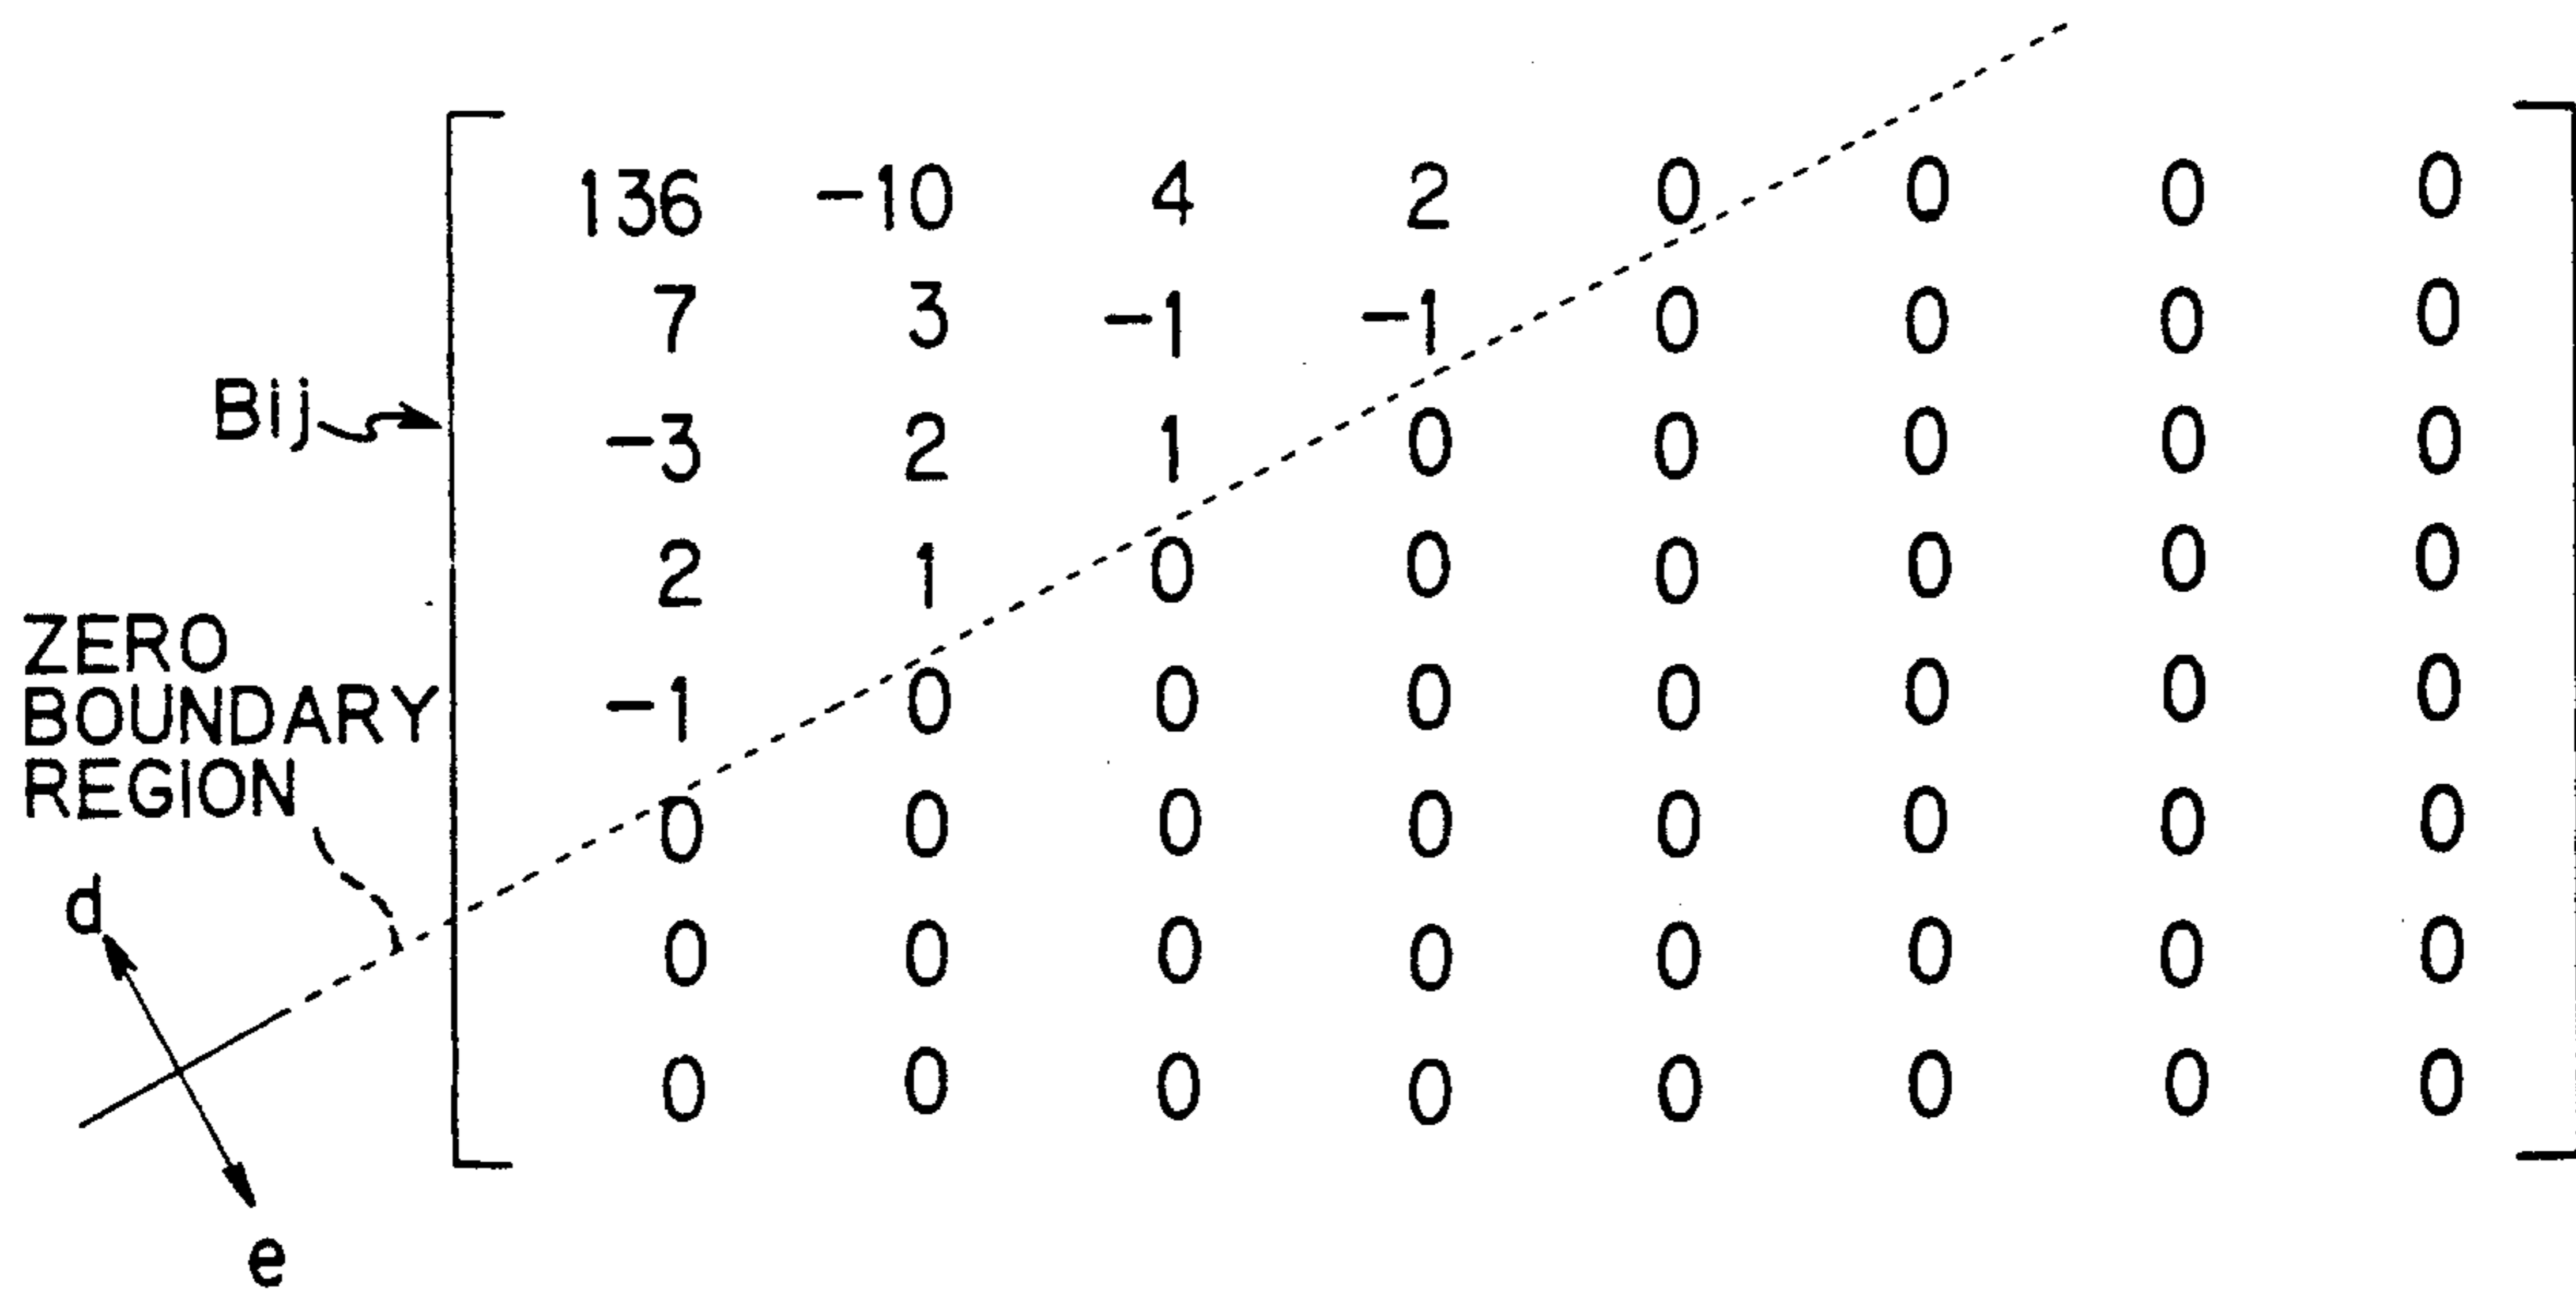 136 -10 4 2 0 0 0 0
7 3 -1 -1 0 0 0 0
Bij
-3 2 1 0 0 0 0 0
2 1 0 0 0 0 0 0
ZERO
BOUNDARY
REGION
-1 0 0 0 0 0 0 0
0 0 0 0 0 0 0 0
d
0 0 0 0 0 0 0 0
0 0 0 0 0 0 0 0
e